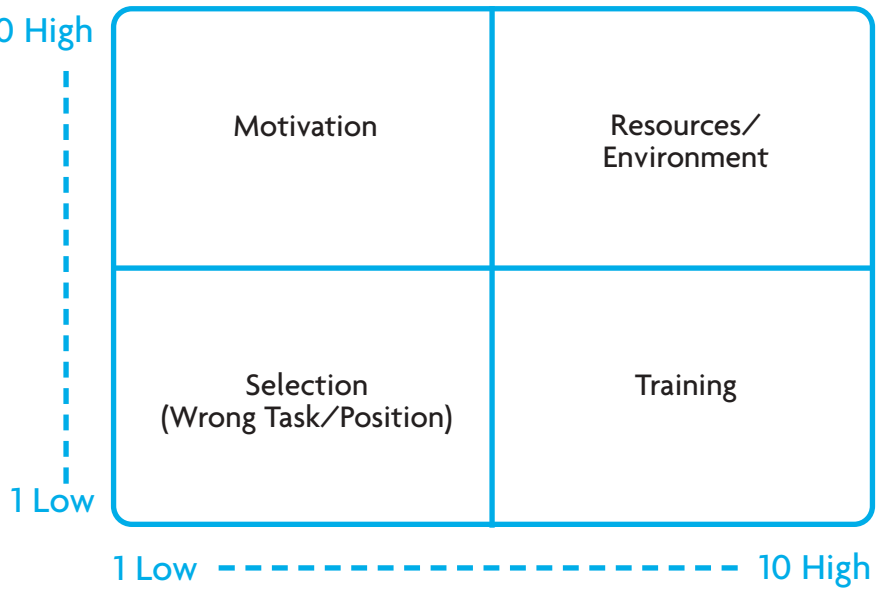 0 High
Motivation
Resources/
Environment
Selection
(Wrong Task/Position)
Training
1 Low
1 Low
10 High